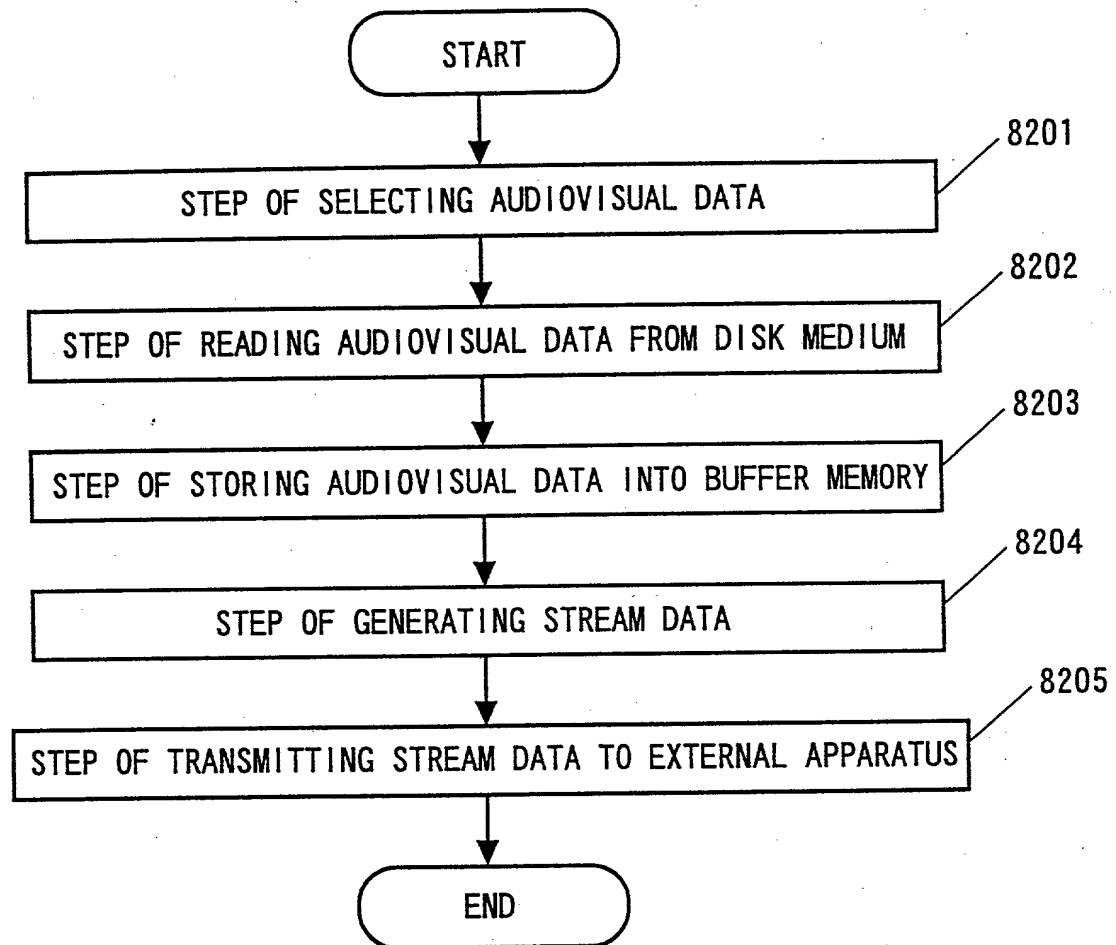 START
8201
STEP OF SELECTING AUDIOVISUAL DATA
8202
STEP OF READING AUDIOVISUAL DATA FROM DISK MEDIUM
8203
STEP OF STORING AUDIOVISUAL DATA INTO BUFFER MEMORY
8204
STEP OF GENERATING STREAM DATA
8205
STEP OF TRANSMITTING STREAM DATA TO EXTERNAL APPARATUS
END